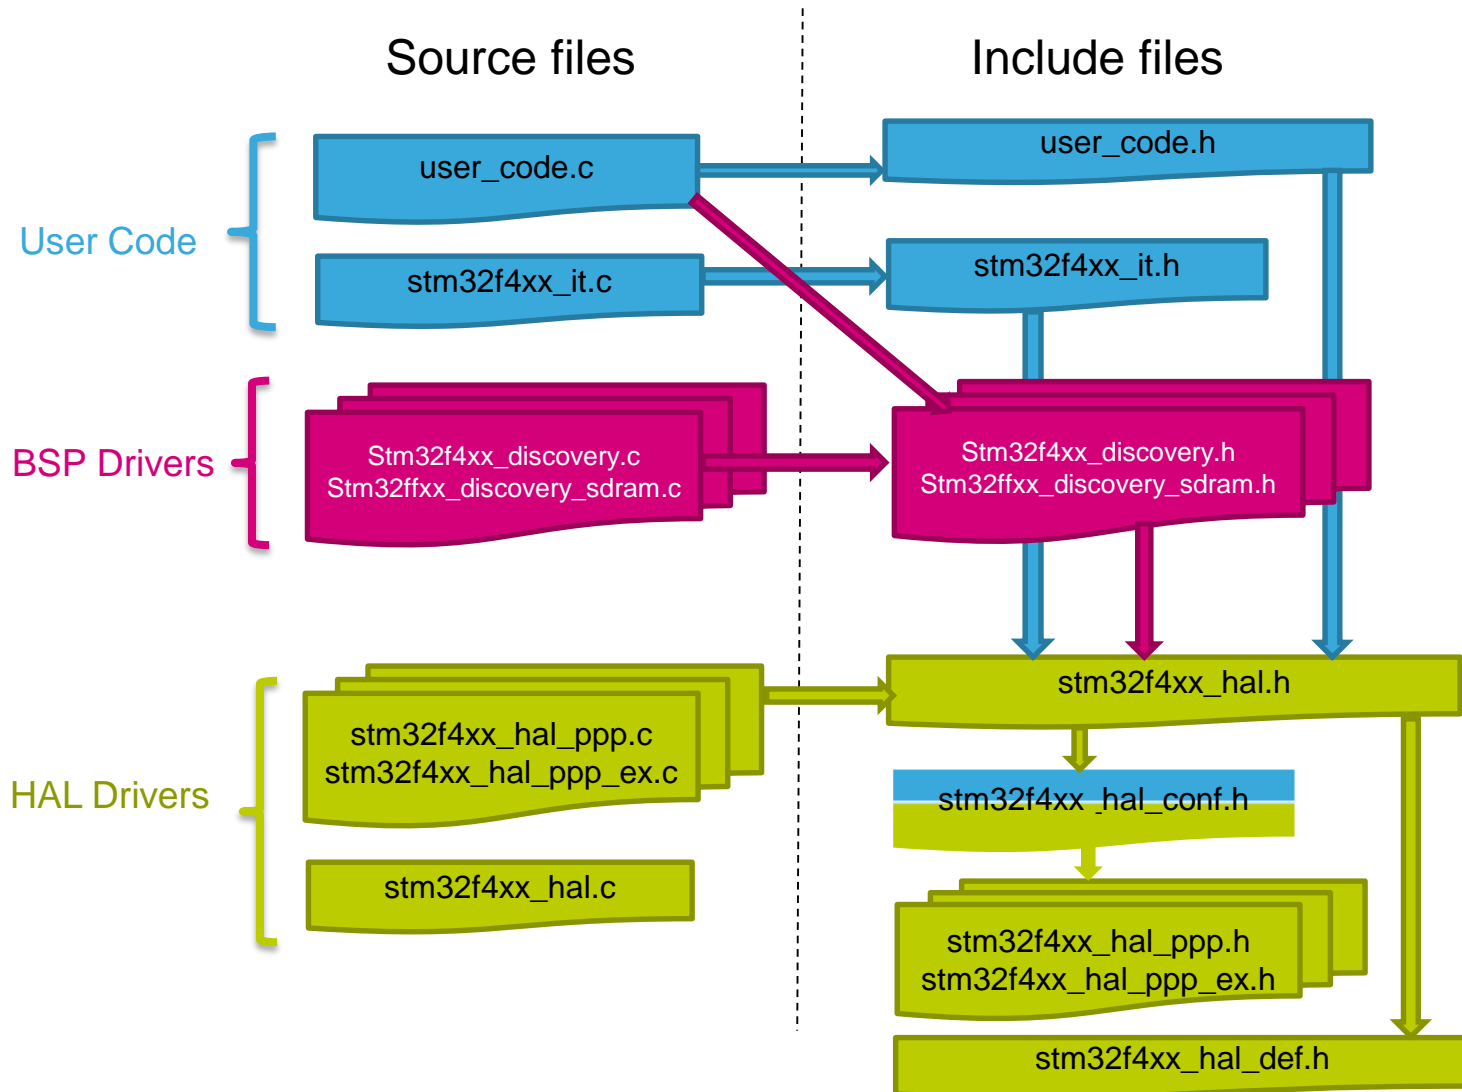 Source files
Include files
User Code
user_code.c
user_code.h
stm32f4xx_it.c
stm32f4xx_it.h
BSP Drivers
Stm32f4xx_discovery.c
Stm32ffxx_discovery_sdram.c
Stm32f4xx_discovery.h
Stm32ffxx_discovery_sdram.h
HAL Drivers
stm32f4xx_hal_ppp.c
stm32f4xx_hal_ppp_ex.c
stm32f4xx_hal.c
stm32f4xx_hal.h
stm32f4xx_hal_conf.h
stm32f4xx_hal_ppp.h
stm32f4xx_hal_ppp_ex.h
stm32f4xx_hal_def.h